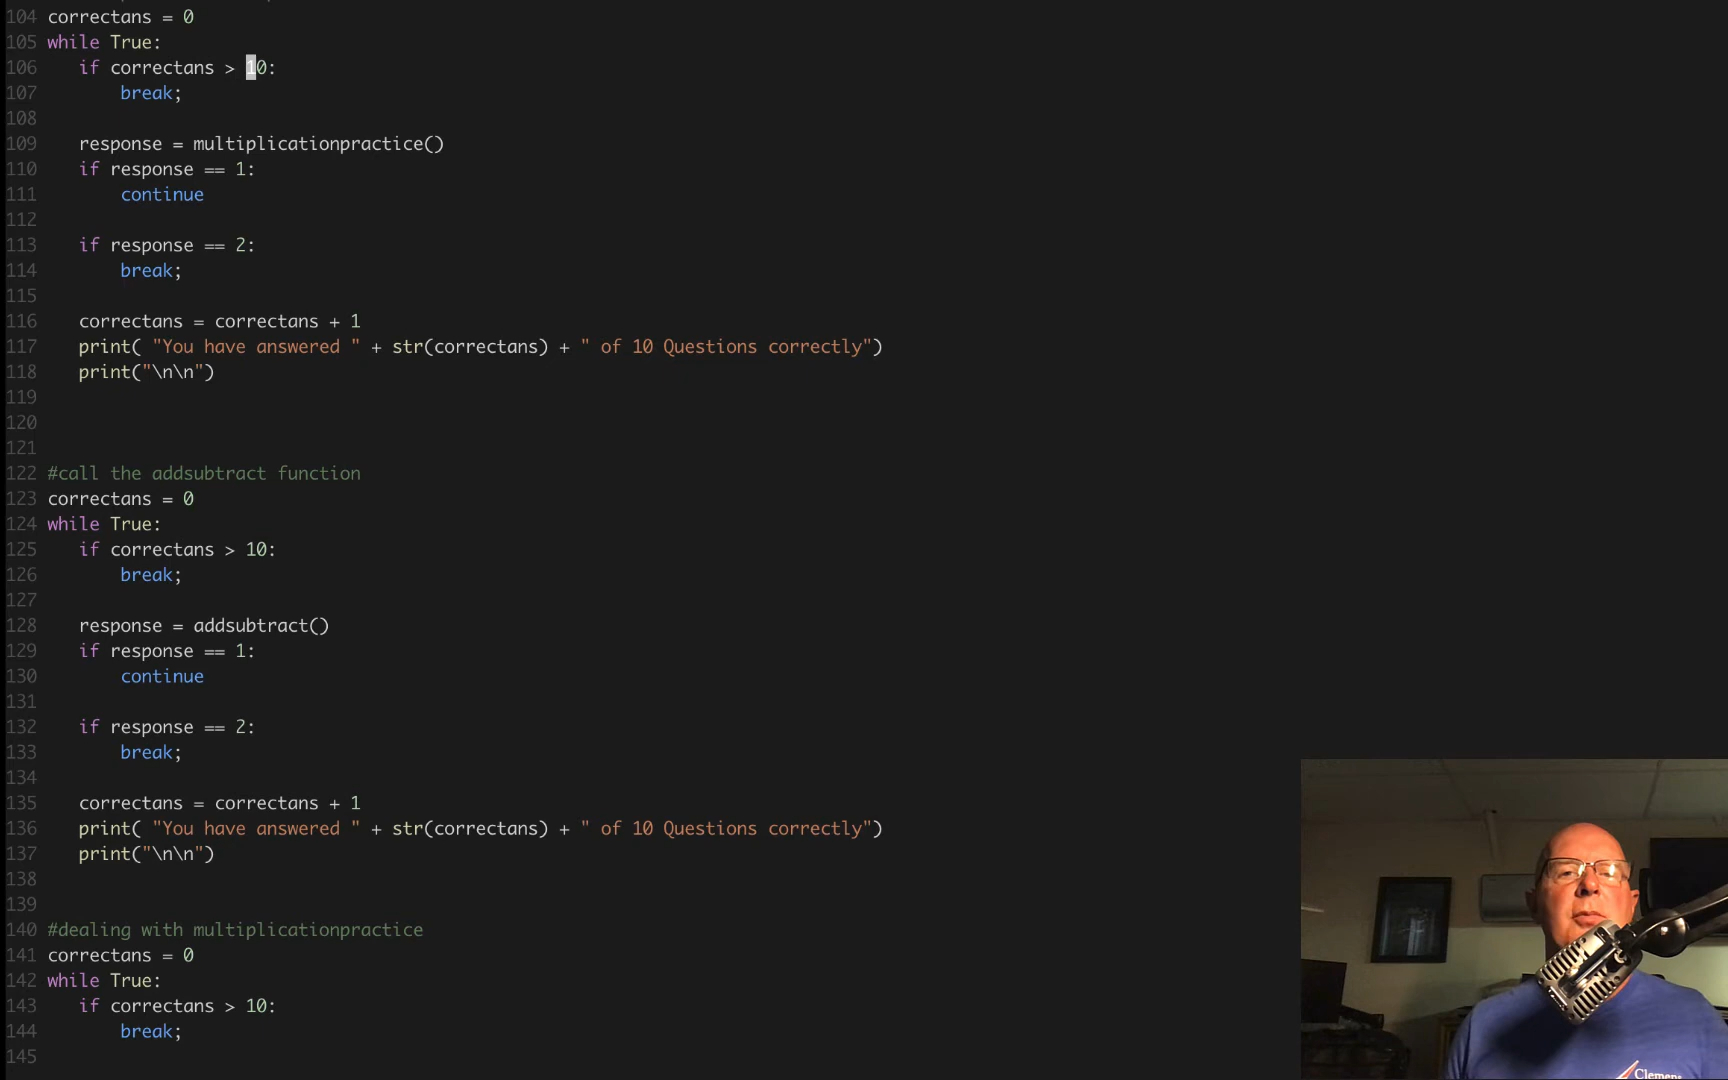 104 correctans = 0
105 while True:
106    if correctans > 10:
107        break;
108
109    response = multiplicationpractice()
110    if response == 1:
111        continue
112
113    if response == 2:
114        break;
115
116    correctans = correctans + 1
117    print( "You have answered " + str(correctans) + " of 10 Questions correctly")
118    print("\n\n")
119
120
121
122 #call the addsubtract function
123 correctans = 0
124 while True:
125    if correctans > 10:
126        break;
127
128    response = addsubtract()
129    if response == 1:
130        continue
131
132    if response == 2:
133        break;
134
135    correctans = correctans + 1
136    print( "You have answered " + str(correctans) + " of 10 Questions correctly")
137    print("\n\n")
138
139
140 #dealing with multiplicationpractice
141 correctans = 0
142 while True:
143    if correctans > 10:
144        break;
145
Clement